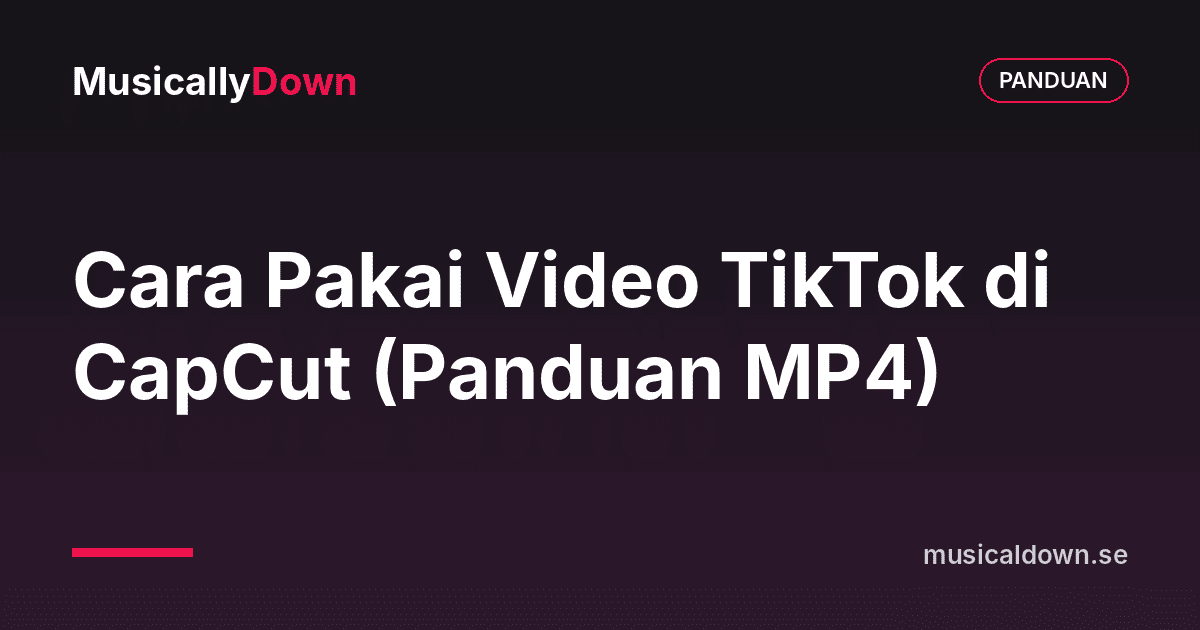 MusicallyDown
PANDUAN
Cara Pakai Video TikTok di
CapCut (Panduan MP4)
musicaldown.se